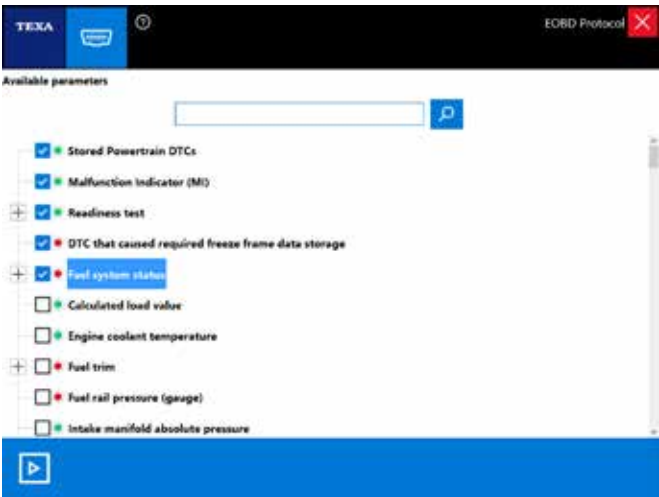 TEXA
EOBD Protocol
Available parameters
Stored Powertrain DTCs
Malfunction Indicator (MI)
Readiness test
DTC that caused required freeze frame data storage
Fuel system status
Calculated load value
Engine coolant temperature
Fuel trim
Fuel rail pressure (gauge)
Intake manifold absolute pressure